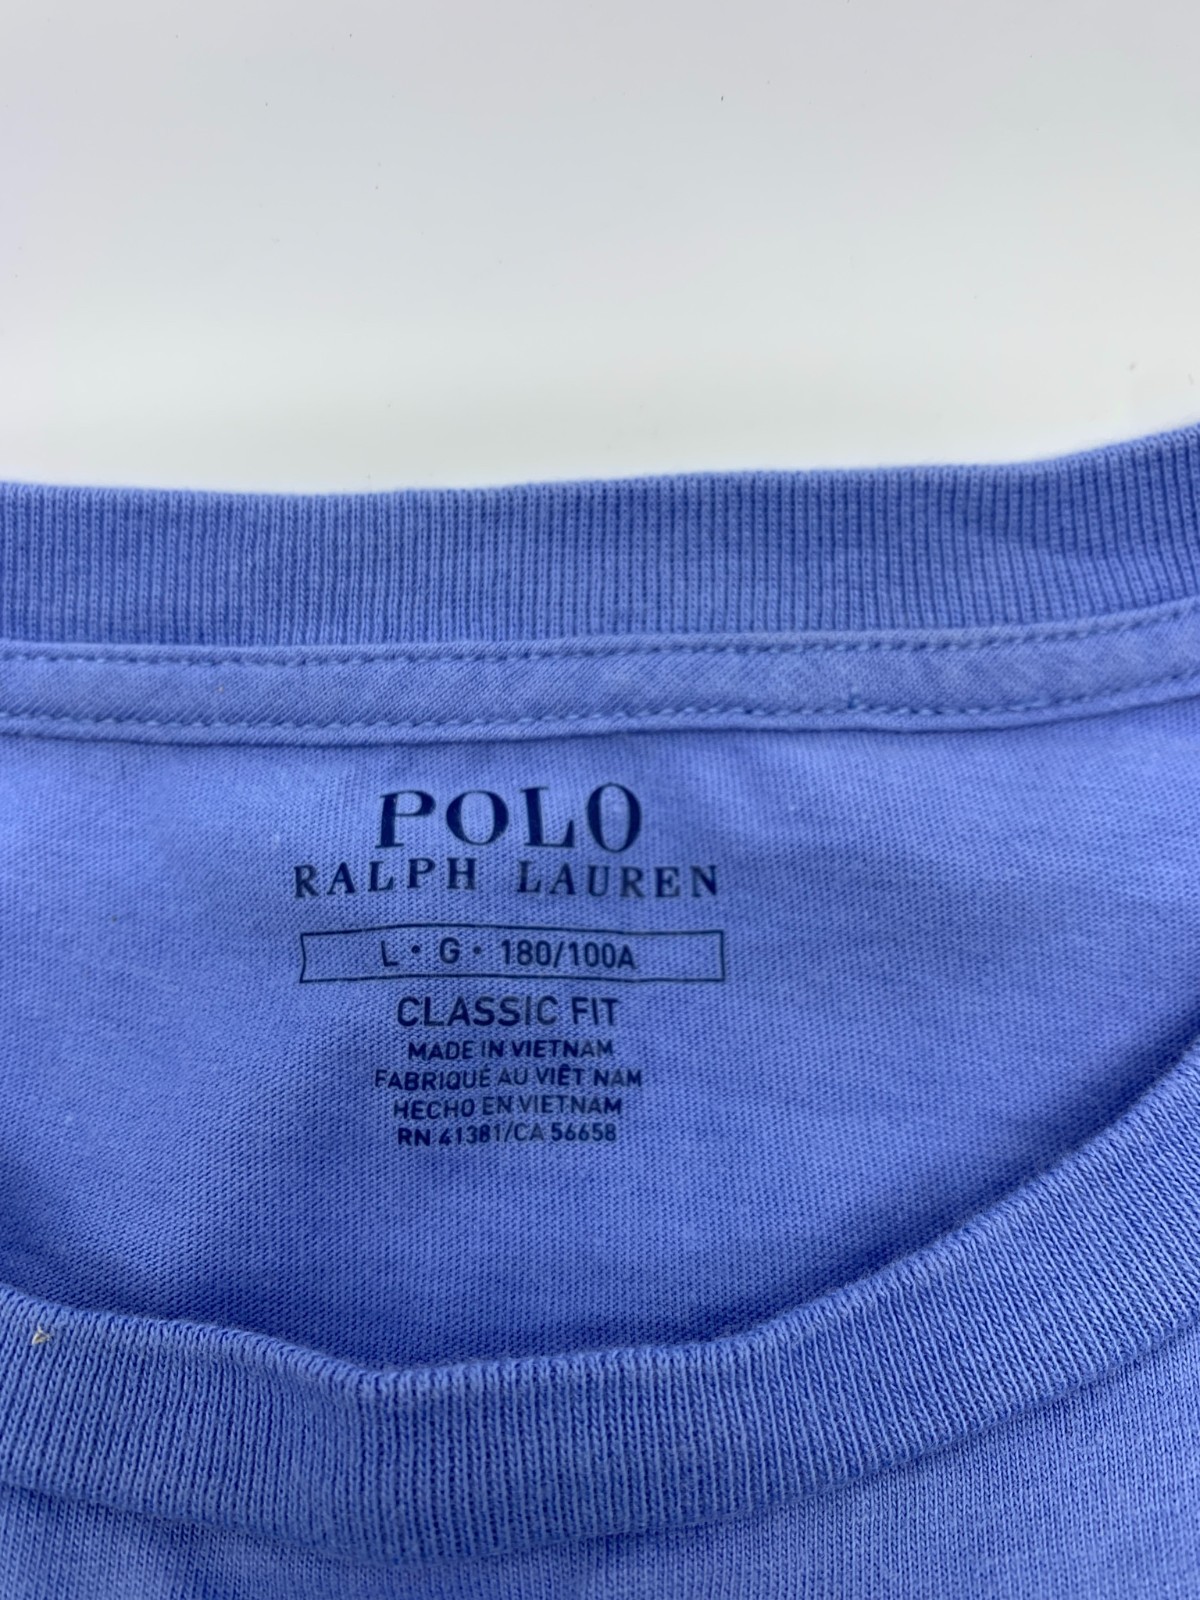 POLO
RALPH LAUREN
L • G • 180/100A
CLASSIC FIT
MADE IN VIETNAM
FABRIQUÉ AU VIÊT NAM
HECHO EN VIETNAM
RN 41381/CA 56658